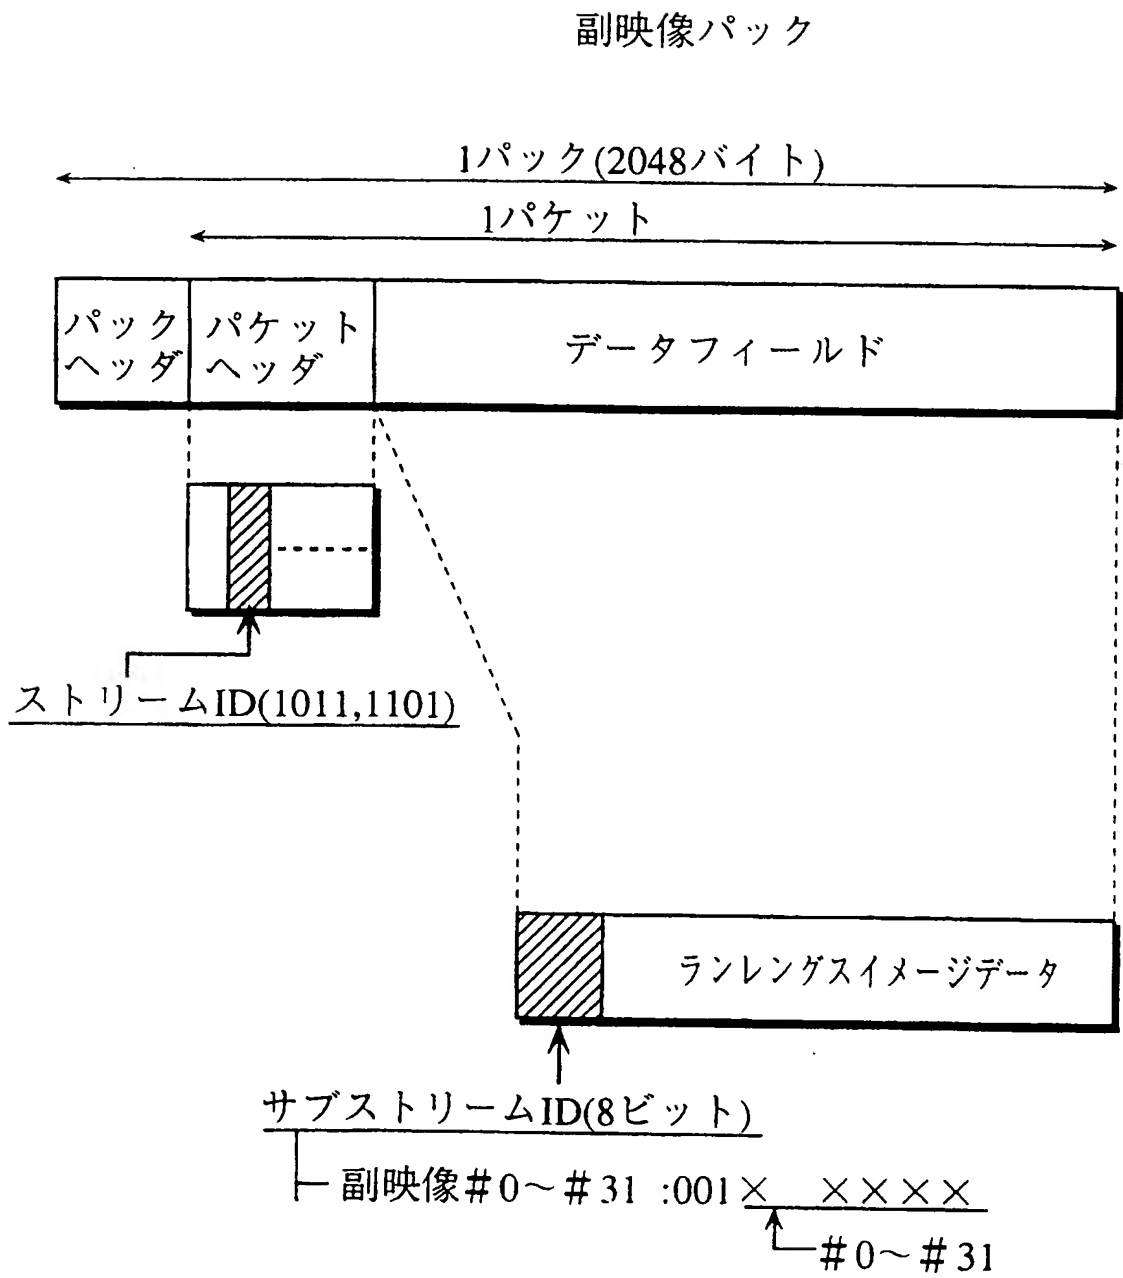 副映像パック
1パック(2048バイト)
1パケット
パック
ヘッダ
パケット
ヘッダ
データフィールド
ストリームID(1011,1101)
ランレングスイメージデータ
サブストリームID(8ビット)
副映像#0～#31 :001× ××××
#0～#31